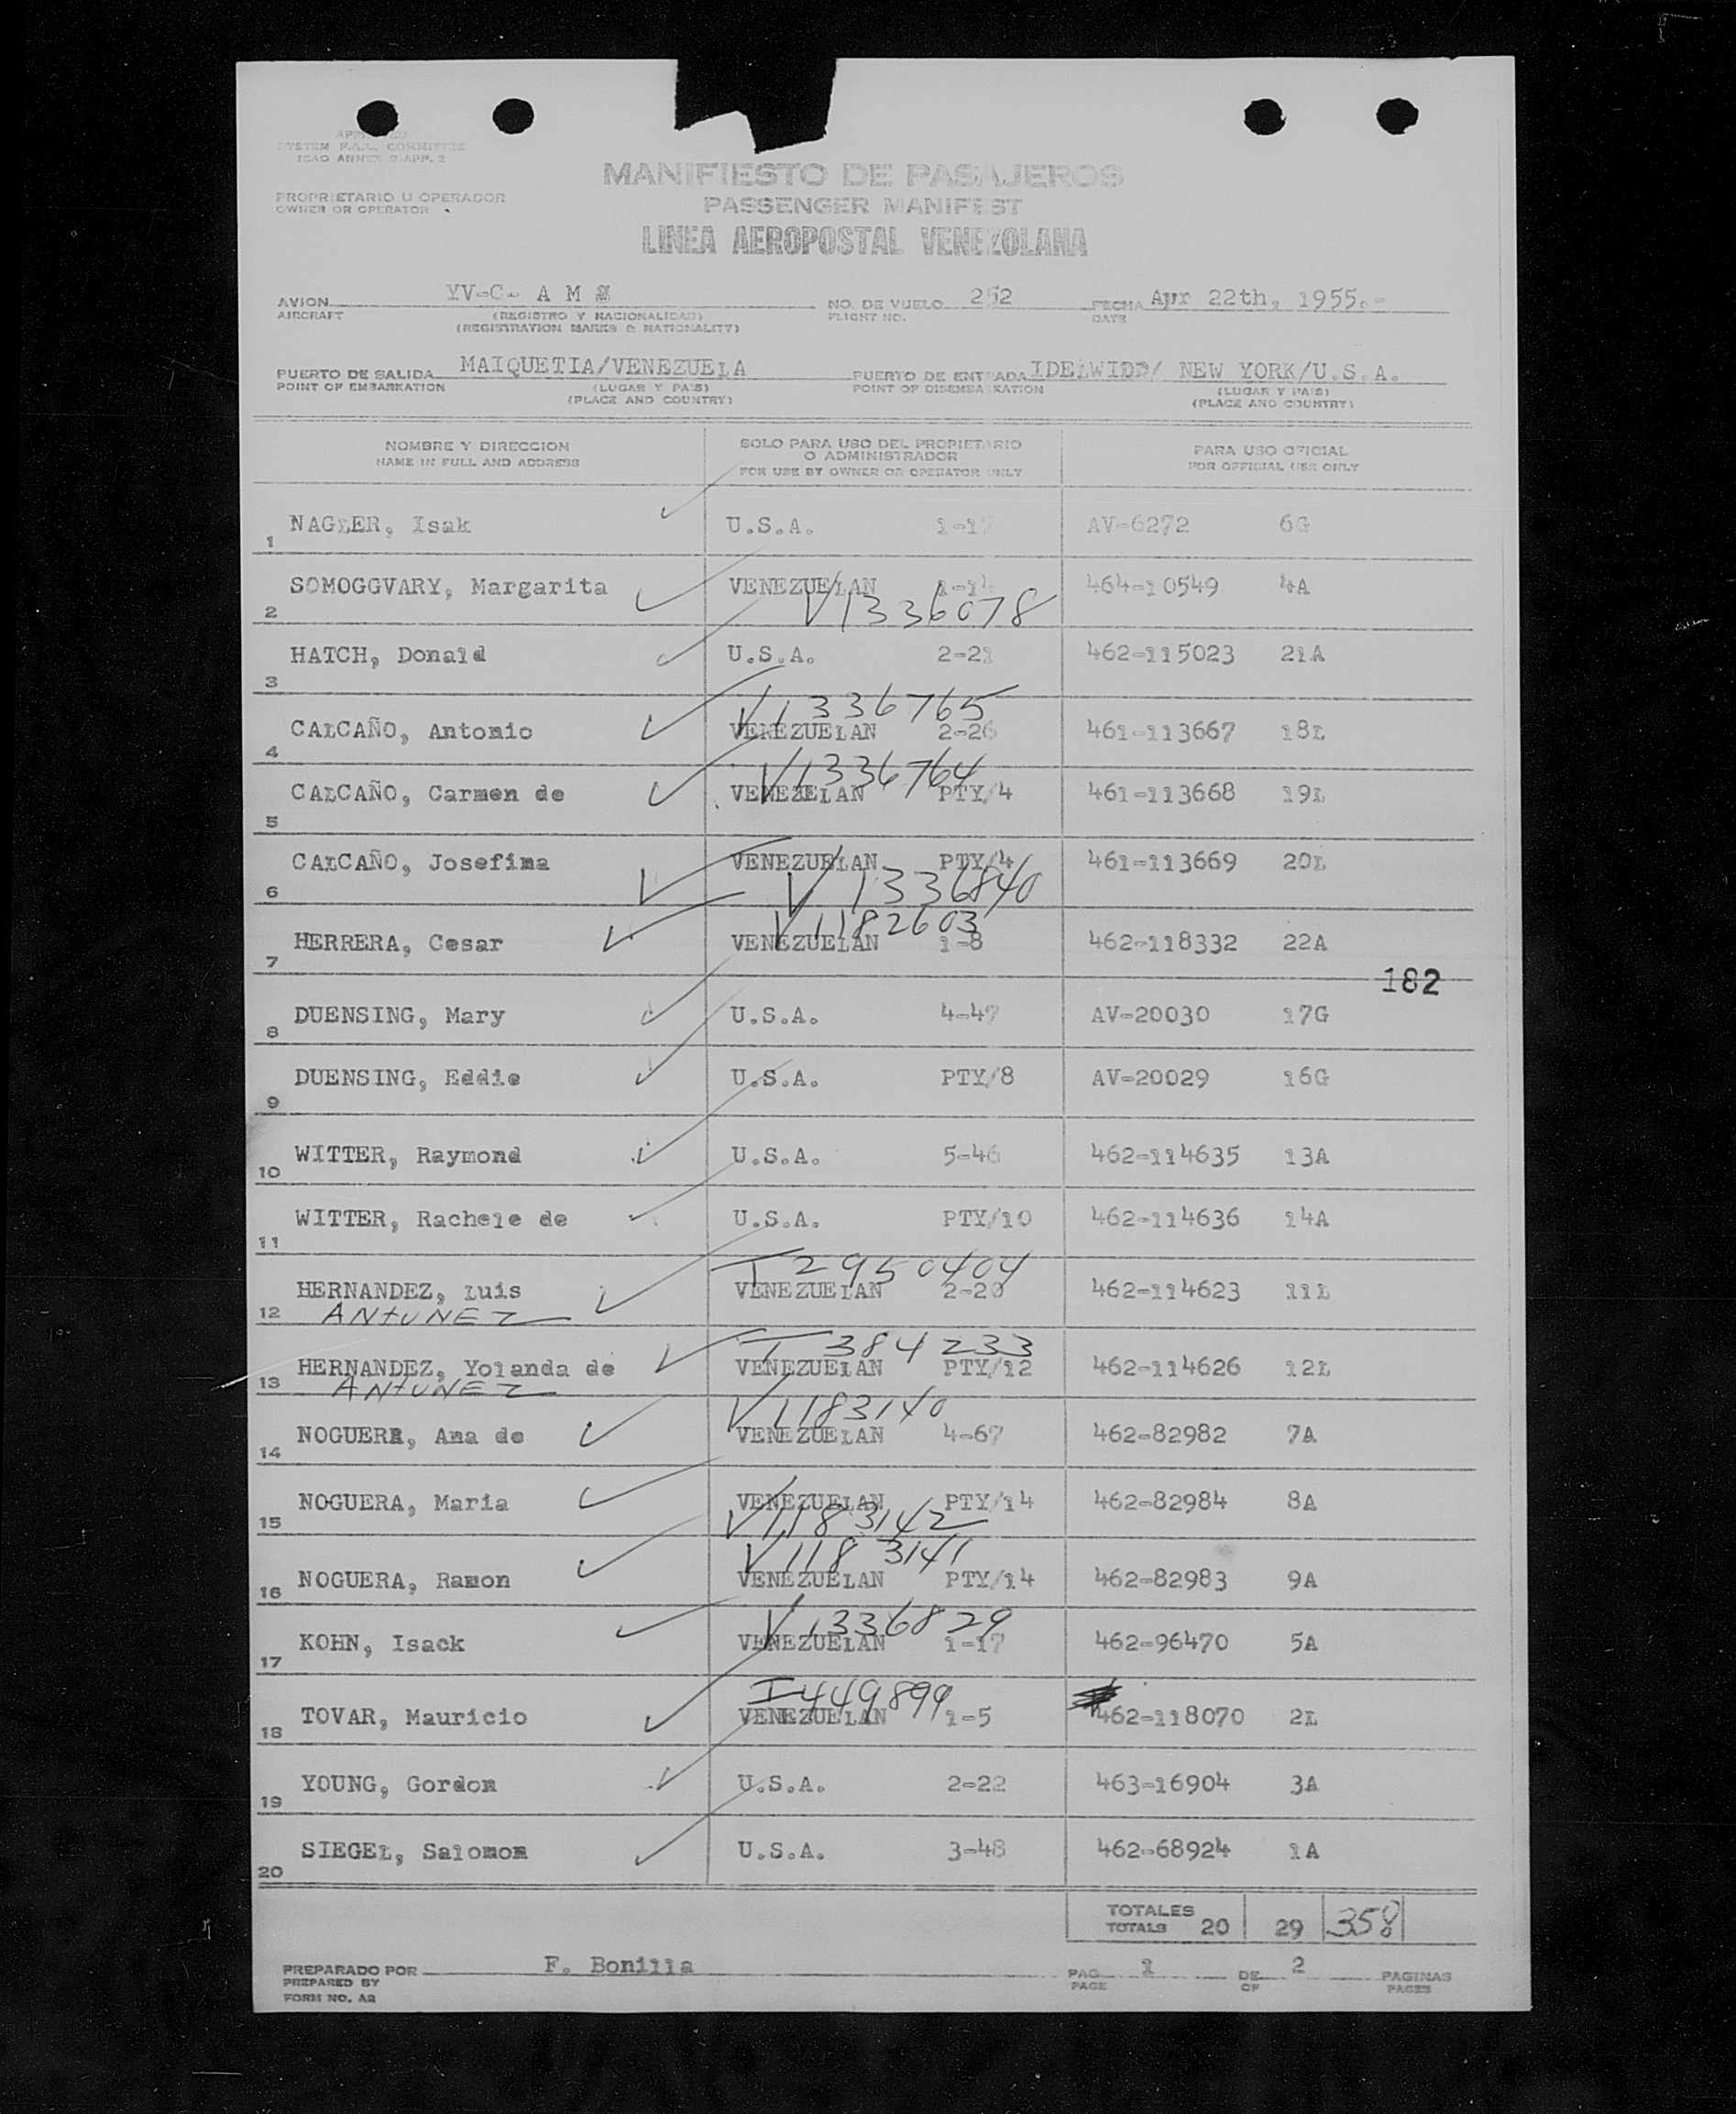 SYSTEM F.A.L. COMMITTEE
ICAO ANNEX 9-APP. 2
MANIFIESTO DE PASAJEROS
PROPRIETARIO U OPERADOR
OWNER OR OPERATOR
PASSENGER MANIFEST
LINEA AEROPOSTAL VENEZOLANA
AVION YV-C- A M NO. DE VUELO 252 FECHA Apr 22th, 1955.-
AIRCRAFT (REGISTRO Y NACIONALIDAD) FLIGHT NO. DATE
(REGISTRATION MARKS & NATIONALITY)
PUERTO DE SALIDA MAIQUETIA/VENEZUELA PUERTO DE ENTRADA IDELWIDD/ NEW YORK/U.S.A.
POINT OF EMBARKATION (LUGAR Y PAIS) POINT OF DISEMBARKATION (LUGAR Y PAIS)
(PLACE AND COUNTRY) (PLACE AND COUNTRY)
NOMBRE Y DIRECCION SOLO PARA USO DEL PROPIETARIO PARA USO OFICIAL
NAME IN FULL AND ADDRESS O ADMINISTRADOR FOR OFFICIAL USE ONLY
FOR USE BY OWNER OR OPERATOR ONLY
1 NAGLER, Isak U.S.A. AV-6272 6G
2 SOMOGGVARY, Margarita VENEZUELAN 1-14 464-10549 4A
V1336078
3 HATCH, Donald U.S.A. 2-21 462-115023 21A
V1336765
4 CALCAÑO, Antonio VENEZUELAN 2-26 461-113667 18L
V1336764
5 CALCAÑO, Carmen de VENEZELAN PTY/4 461-113668 19L
6 CALCAÑO, Josefina VENEZUELAN PTY/4 461-113669 20L
V1336840
V1182603
7 HERRERA, Cesar VENEZUELAN 1-8 462-118332 22A
182
8 DUENSING, Mary U.S.A. 4-47 AV-20030 17G
9 DUENSING, Eddie U.S.A. PTY/8 AV-20029 16G
10 WITTER, Raymond U.S.A. 5-46 462-114635 13A
11 WITTER, Rachele de U.S.A. PTY/10 462-114636 14A
T2950404
12 HERNANDEZ, Luis VENEZUELAN 2-20 462-114623 11L
ANtUNEZ
T384233
13 HERNANDEZ, Yolanda de VENEZUELAN PTY/12 462-114626 12L
ANtUNEZ
V1183140
14 NOGUERA, Ana de VENEZUELAN 4-67 462-82982 7A
15 NOGUERA, Maria VENEZUELAN PTY/14 462-82984 8A
V1183142
V1183141
16 NOGUERA, Ramon VENEZUELAN PTY/14 462-82983 9A
V1336829
17 KOHN, Isack VENEZUELAN 1-17 462-96470 5A
I449899
18 TOVAR, Mauricio VENEZUELAN 1-5 462-118070 2L
19 YOUNG, Gordon U.S.A. 2-22 463-16904 3A
20 SIEGEL, Salomon U.S.A. 3-48 462-68924 1A
TOTALES
TOTALS 20 29 358
PREPARADO POR F. Bonilla PAG. 1 DE 2 PAGINAS
PREPARED BY PAGE OF PAGES
FORM NO. A2